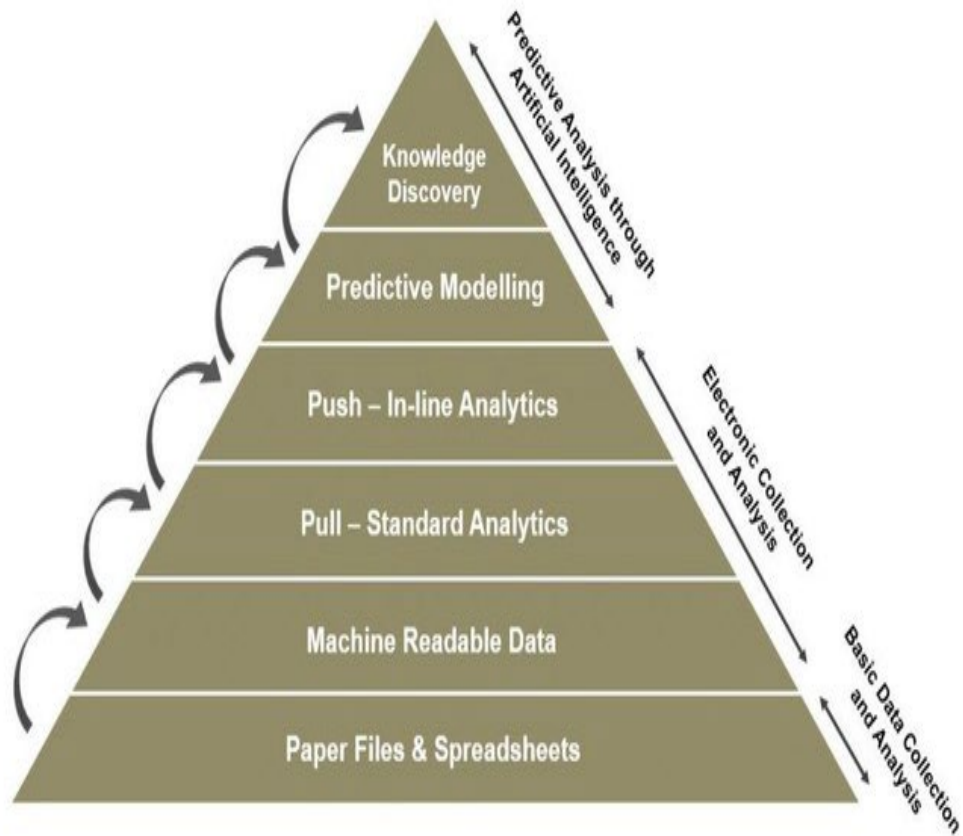 Knowledge
Discovery
Predictive Modelling
Push – In-line Analytics
Pull – Standard Analytics
Machine Readable Data
Paper Files & Spreadsheets
Predictive Analysis through
Artificial Intelligence
Electronic Collection
and Analysis
Basic Data Collection
and Analysis